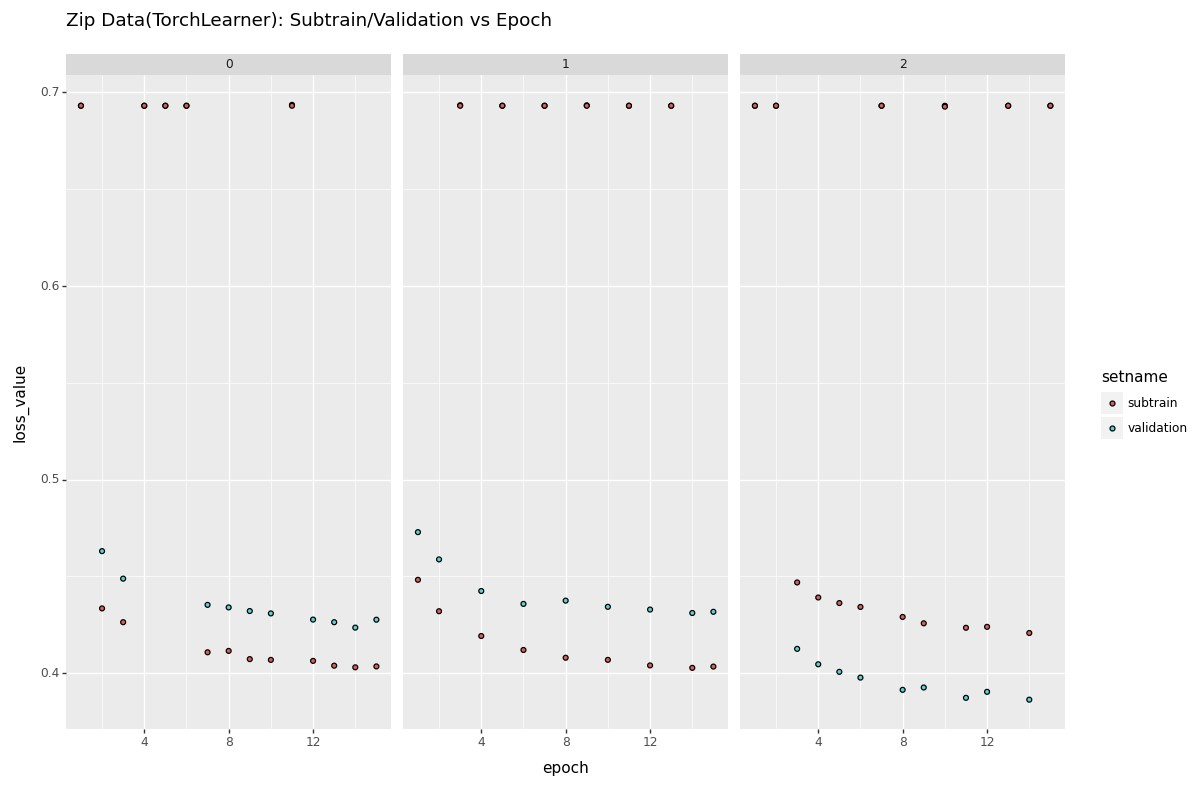 Zip Data(TorchLearner): Subtrain/Validation vs Epoch
0
1
2
0.7
0.6
0.5
0.4
loss_value
4
8
12
4
8
12
4
8
12
epoch
setname
subtrain
validation